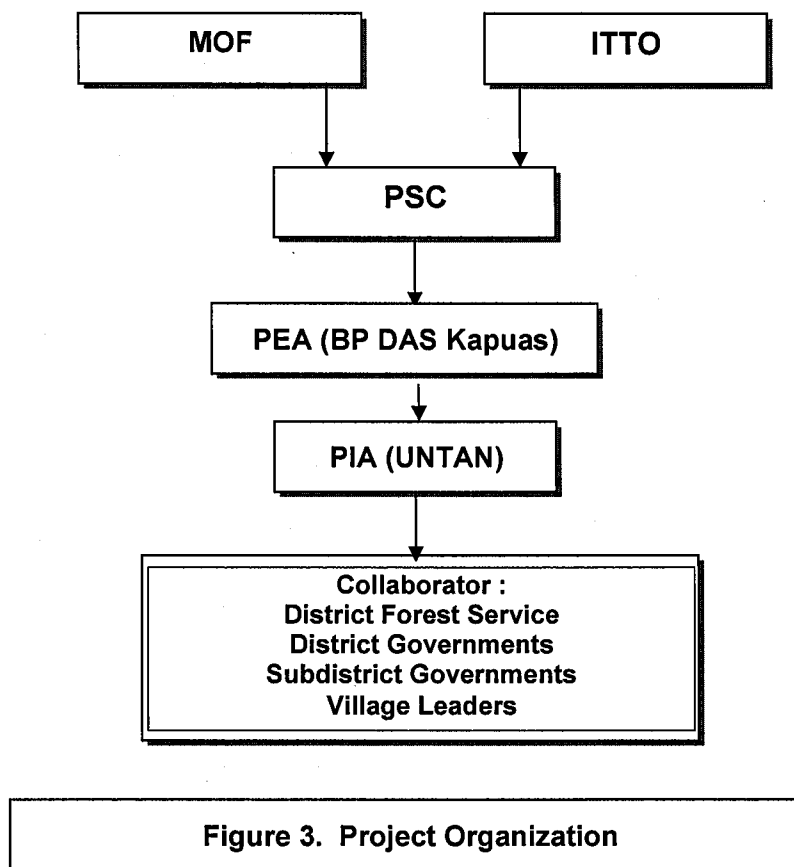 MOF
ITTO
PSC
PEA (BP DAS Kapuas)
PIA (UNTAN)
Collaborator :
District Forest Service
District Governments
Subdistrict Governments
Village Leaders
Figure 3. Project Organization